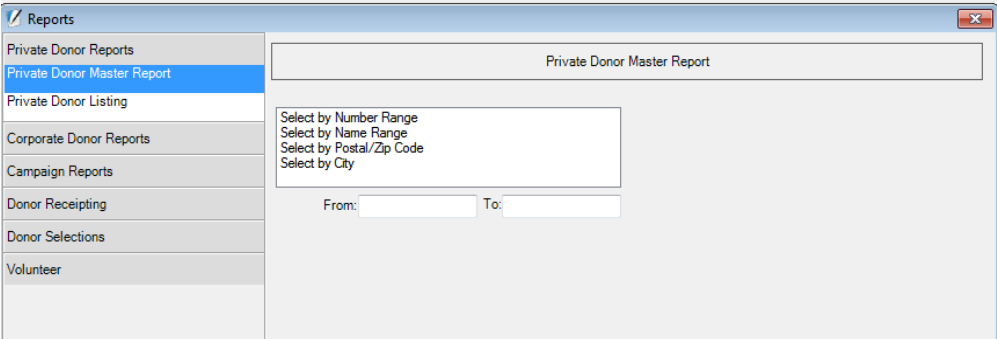 Reports
Private Donor Reports
Private Donor Master Report
Private Donor Listing
Corporate Donor Reports
Campaign Reports
Donor Receipting
Donor Selections
Volunteer
Private Donor Master Report
Select by Number Range
Select by Name Range
Select by Postal/Zip Code
Select by City
From: To: